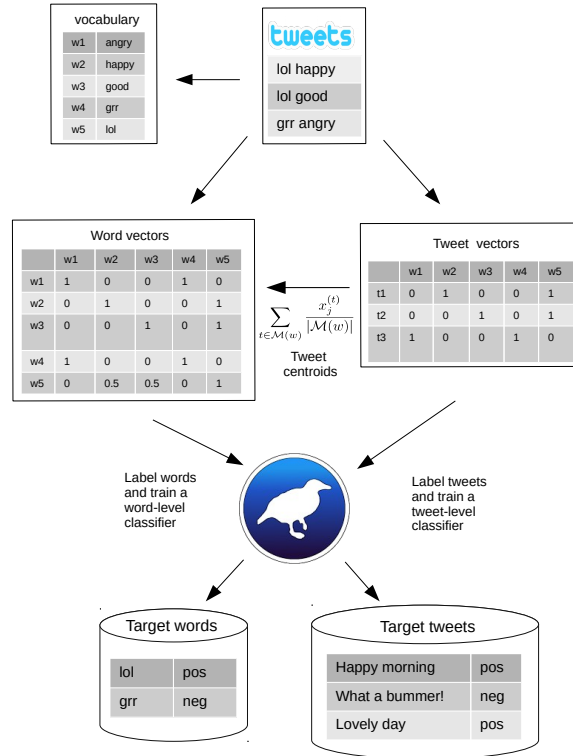 vocabulary
w1 angry
w2 happy
w3 good
w4 grr
w5 lol
tweets
lol happy
lol good
grr angry
Word vectors
w1 w2 w3 w4 w5
w1 1 0 0 1 0
w2 0 1 0 0 1
w3 0 0 1 0 1
w4 1 0 0 1 0
w5 0 0.5 0.5 0 1
∑_{t∈M(w)} x_j^{(t)} / |M(w)|
Tweet
centroids
Tweet vectors
w1 w2 w3 w4 w5
t1 0 1 0 0 1
t2 0 0 1 0 1
t3 1 0 0 1 0
Label words
and train a
word-level
classifier
Label tweets
and train a
tweet-level
classifier
Target words
lol pos
grr neg
Target tweets
Happy morning pos
What a bummer! neg
Lovely day pos